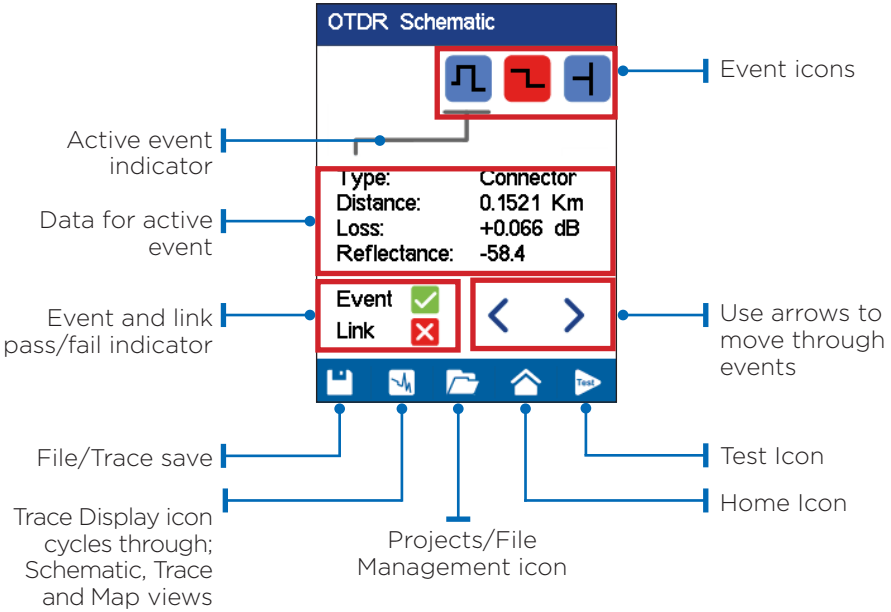 OTDR Schematic
Event icons
Active event
indicator
Type: Connector
Distance: 0.1521 Km
Loss: +0.066 dB
Reflectance: -58.4
Data for active
event
Event
Link
Event and link
pass/fail indicator
Use arrows to
move through
events
Test
File/Trace save
Test Icon
Home Icon
Trace Display icon
cycles through;
Schematic, Trace
and Map views
Projects/File
Management icon